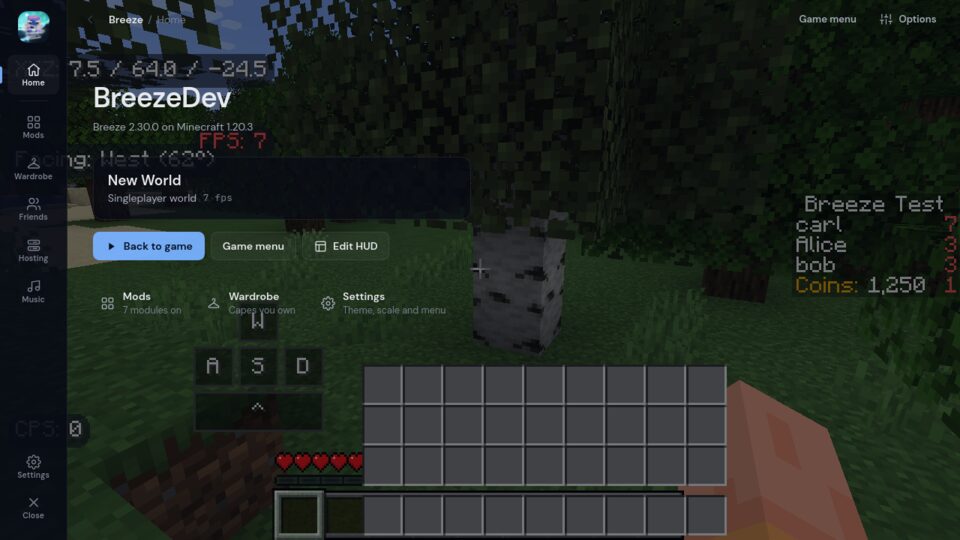 Breeze / Home
Game menu
Options
7.5 / 64.0 / -24.5
Home
BreezeDev
Breeze 2.30.0 on Minecraft 1.20.3
FPS: 7
Mods
ng: West (62°)
Wardrobe
New World
Singleplayer world 7 fps
Friends
Breeze Test
carl 7
Alice 3
bob 3
Coins: 1,250 1
Back to game
Game menu
Edit HUD
Hosting
Music
Mods
7 modules on
Wardrobe
Capes you own
Settings
Theme, scale and menu
W
A S D
^
CPS: 0
Settings
Close